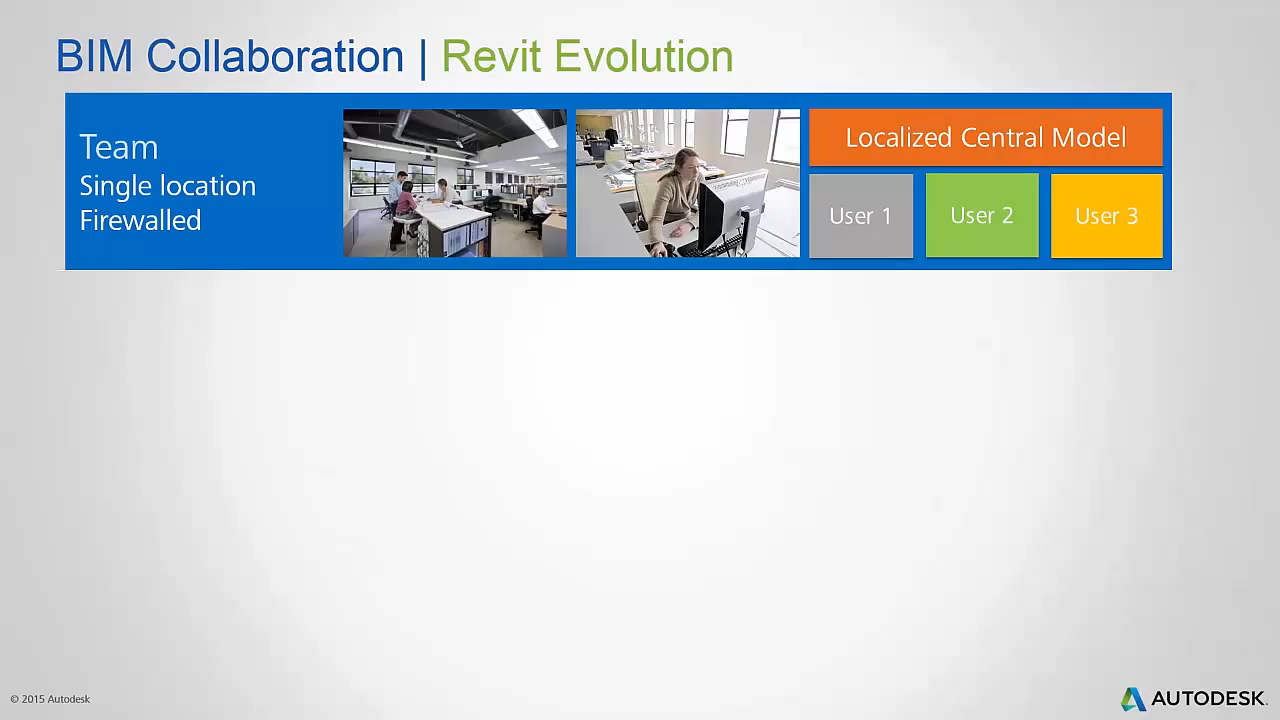 BIM Collaboration | Revit Evolution
Team
Single location
Firewalled
Localized Central Model
User 1
User 2
User 3
© 2015 Autodesk
AUTODESK.